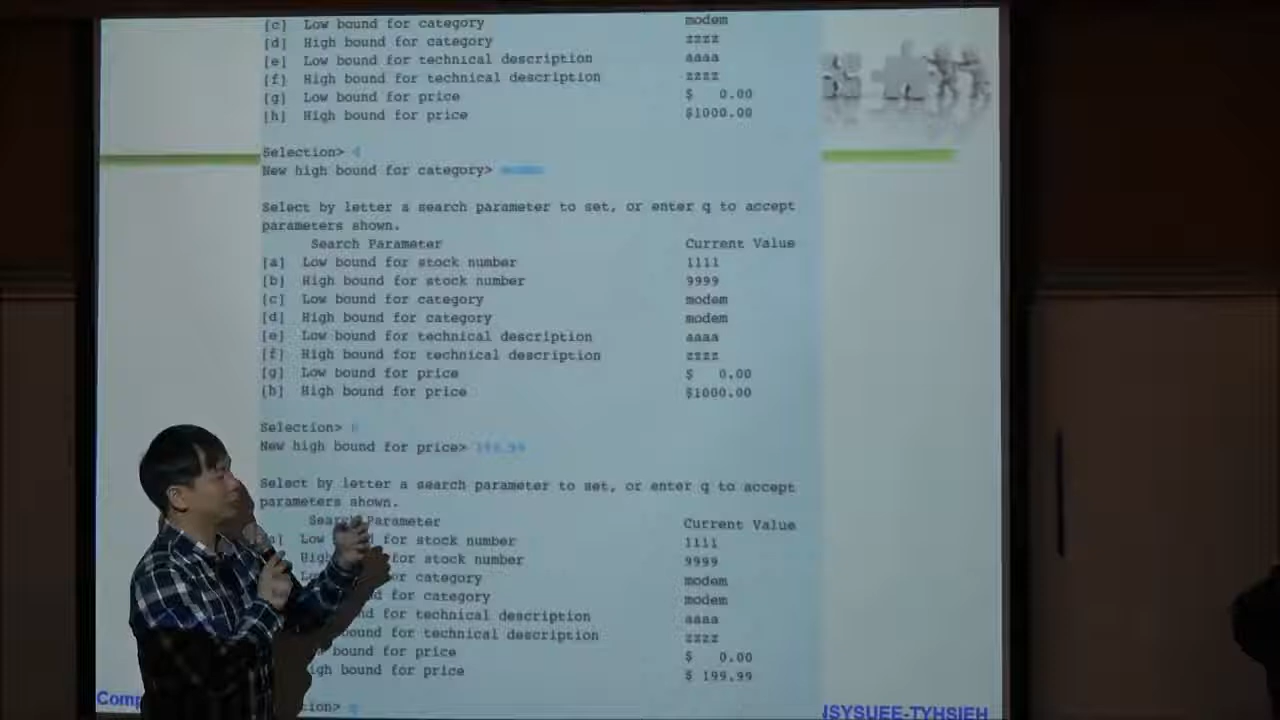 [c] Low bound for category modem
[d] High bound for category zzzz
[e] Low bound for technical description aaaa
[f] High bound for technical description zzzz
[g] Low bound for price $ 0.00
[h] High bound for price $1000.00
Selection> d
New high bound for category> modem
Select by letter a search parameter to set, or enter q to accept
parameters shown.
Search Parameter Current Value
[a] Low bound for stock number 1111
[b] High bound for stock number 9999
[c] Low bound for category modem
[d] High bound for category modem
[e] Low bound for technical description aaaa
[f] High bound for technical description zzzz
[g] Low bound for price $ 0.00
[h] High bound for price $1000.00
Selection> h
New high bound for price> 199.99
Select by letter a search parameter to set, or enter q to accept
parameters shown.
Search Parameter Current Value
Low for stock number 1111
High for stock number 9999
category modem
for category modem
for technical description aaaa
bound for technical description zzzz
bound for price $ 0.00
bound for price $ 199.99
q
JSYSUEE-TYHSIEH